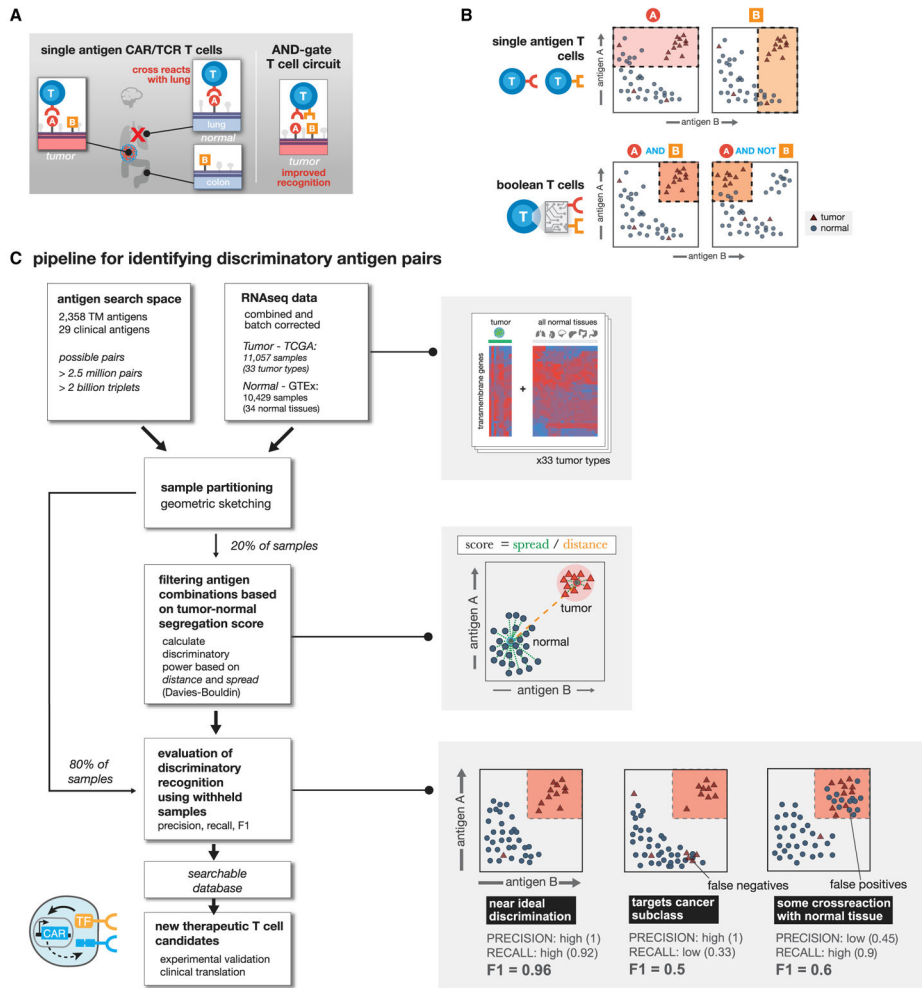 A
single antigen CAR/TCR T cells
AND-gate
T cell circuit
cross reacts
with lung
T
A
B
tumor
T
A
lung
normal
B
colon
T
A
B
tumor
improved
recognition
B
A
B
single antigen T
cells
T
T
antigen A
antigen B
A AND B
A AND NOT B
boolean T cells
T
antigen A
antigen B
tumor
normal
C pipeline for identifying discriminatory antigen pairs
antigen search space
2,358 TM antigens
29 clinical antigens
possible pairs
> 2.5 million pairs
> 2 billion triplets
RNAseq data
combined and
batch corrected
Tumor - TCGA:
11,057 samples
(33 tumor types)
Normal - GTEx:
10,429 samples
(34 normal tissues)
tumor
all normal tissues
transmembrane genes
+
x33 tumor types
sample partitioning
geometric sketching
20% of samples
filtering antigen
combinations based
on tumor-normal
segregation score
calculate
discriminatory
power based on
distance and spread
(Davies-Bouldin)
score = spread / distance
antigen A
tumor
normal
antigen B
80% of
samples
evaluation of
discriminatory
recognition
using withheld
samples
precision, recall, F1
antigen A
antigen B
false negatives
false positives
near ideal
discrimination
PRECISION: high (1)
RECALL: high (0.92)
F1 = 0.96
targets cancer
subclass
PRECISION: high (1)
RECALL: low (0.33)
F1 = 0.5
some crossreaction
with normal tissue
PRECISION: low (0.45)
RECALL: high (0.9)
F1 = 0.6
searchable
database
new therapeutic T cell
candidates
experimental validation
clinical translation
TF
CAR